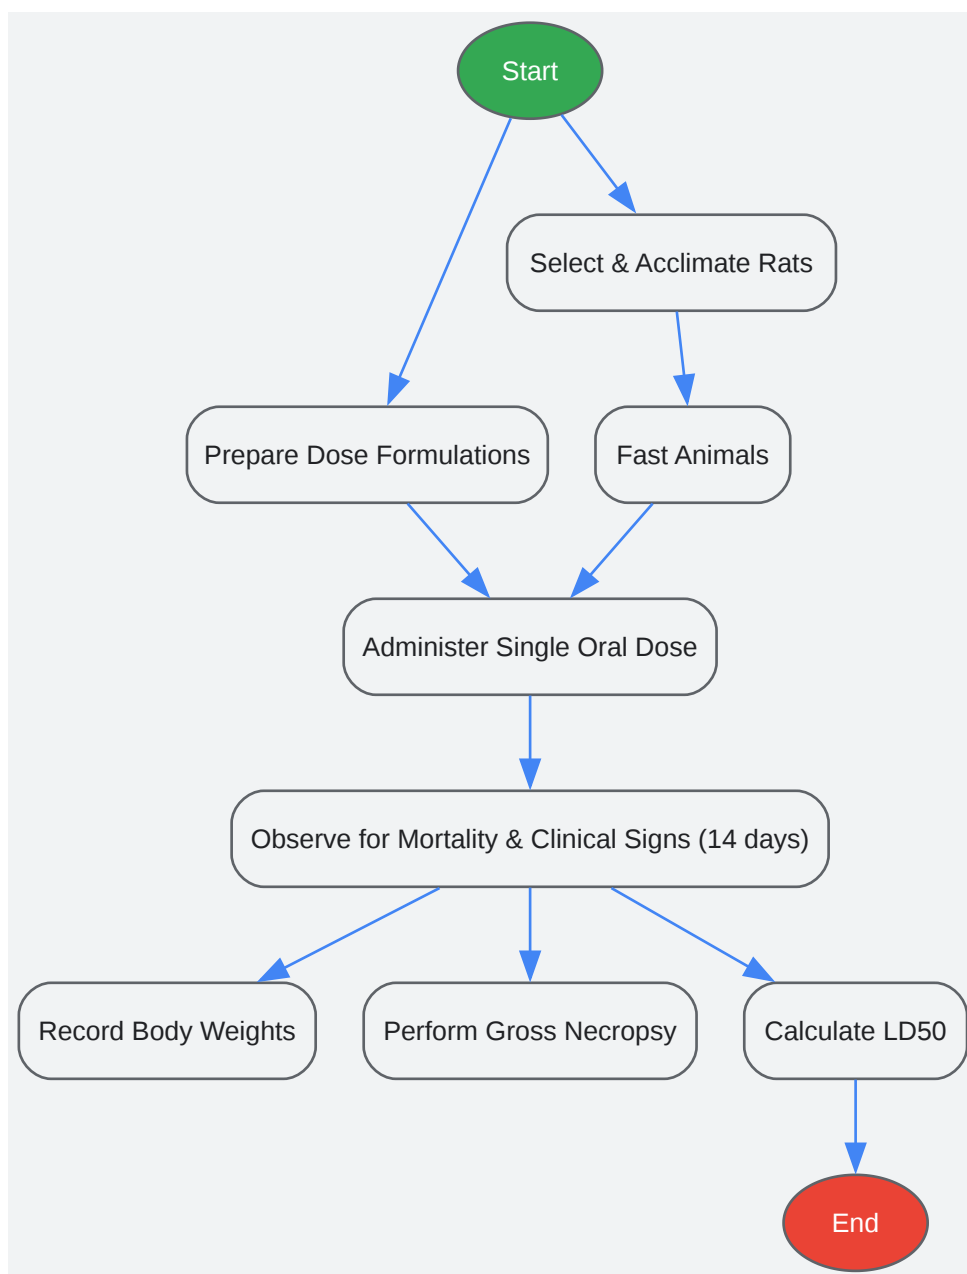 Start
Select & Acclimate Rats
Prepare Dose Formulations
Fast Animals
Administer Single Oral Dose
Observe for Mortality & Clinical Signs (14 days)
Record Body Weights
Perform Gross Necropsy
Calculate LD50
End